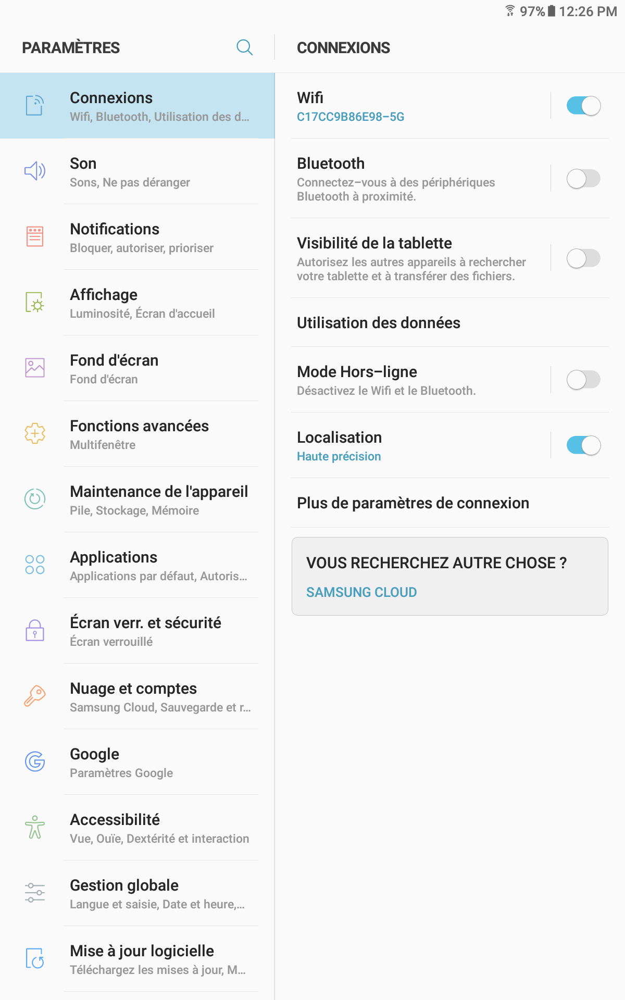 97% 12:26 PM
PARAMÈTRES
Connexions
Wifi, Bluetooth, Utilisation des d...
Son
Sons, Ne pas déranger
Notifications
Bloquer, autoriser, prioriser
Affichage
Luminosité, Écran d'accueil
Fond d'écran
Fond d'écran
Fonctions avancées
Multifenêtre
Maintenance de l'appareil
Pile, Stockage, Mémoire
Applications
Applications par défaut, Autoris...
Écran verr. et sécurité
Écran verrouillé
Nuage et comptes
Samsung Cloud, Sauvegarde et r...
Google
Paramètres Google
Accessibilité
Vue, Ouïe, Dextérité et interaction
Gestion globale
Langue et saisie, Date et heure,...
Mise à jour logicielle
Téléchargez les mises à jour, M...
CONNEXIONS
Wifi
C17CC9B86E98-5G
Bluetooth
Connectez-vous à des périphériques
Bluetooth à proximité.
Visibilité de la tablette
Autorisez les autres appareils à rechercher
votre tablette et à transférer des fichiers.
Utilisation des données
Mode Hors-ligne
Désactivez le Wifi et le Bluetooth.
Localisation
Haute précision
Plus de paramètres de connexion
VOUS RECHERCHEZ AUTRE CHOSE ?
SAMSUNG CLOUD